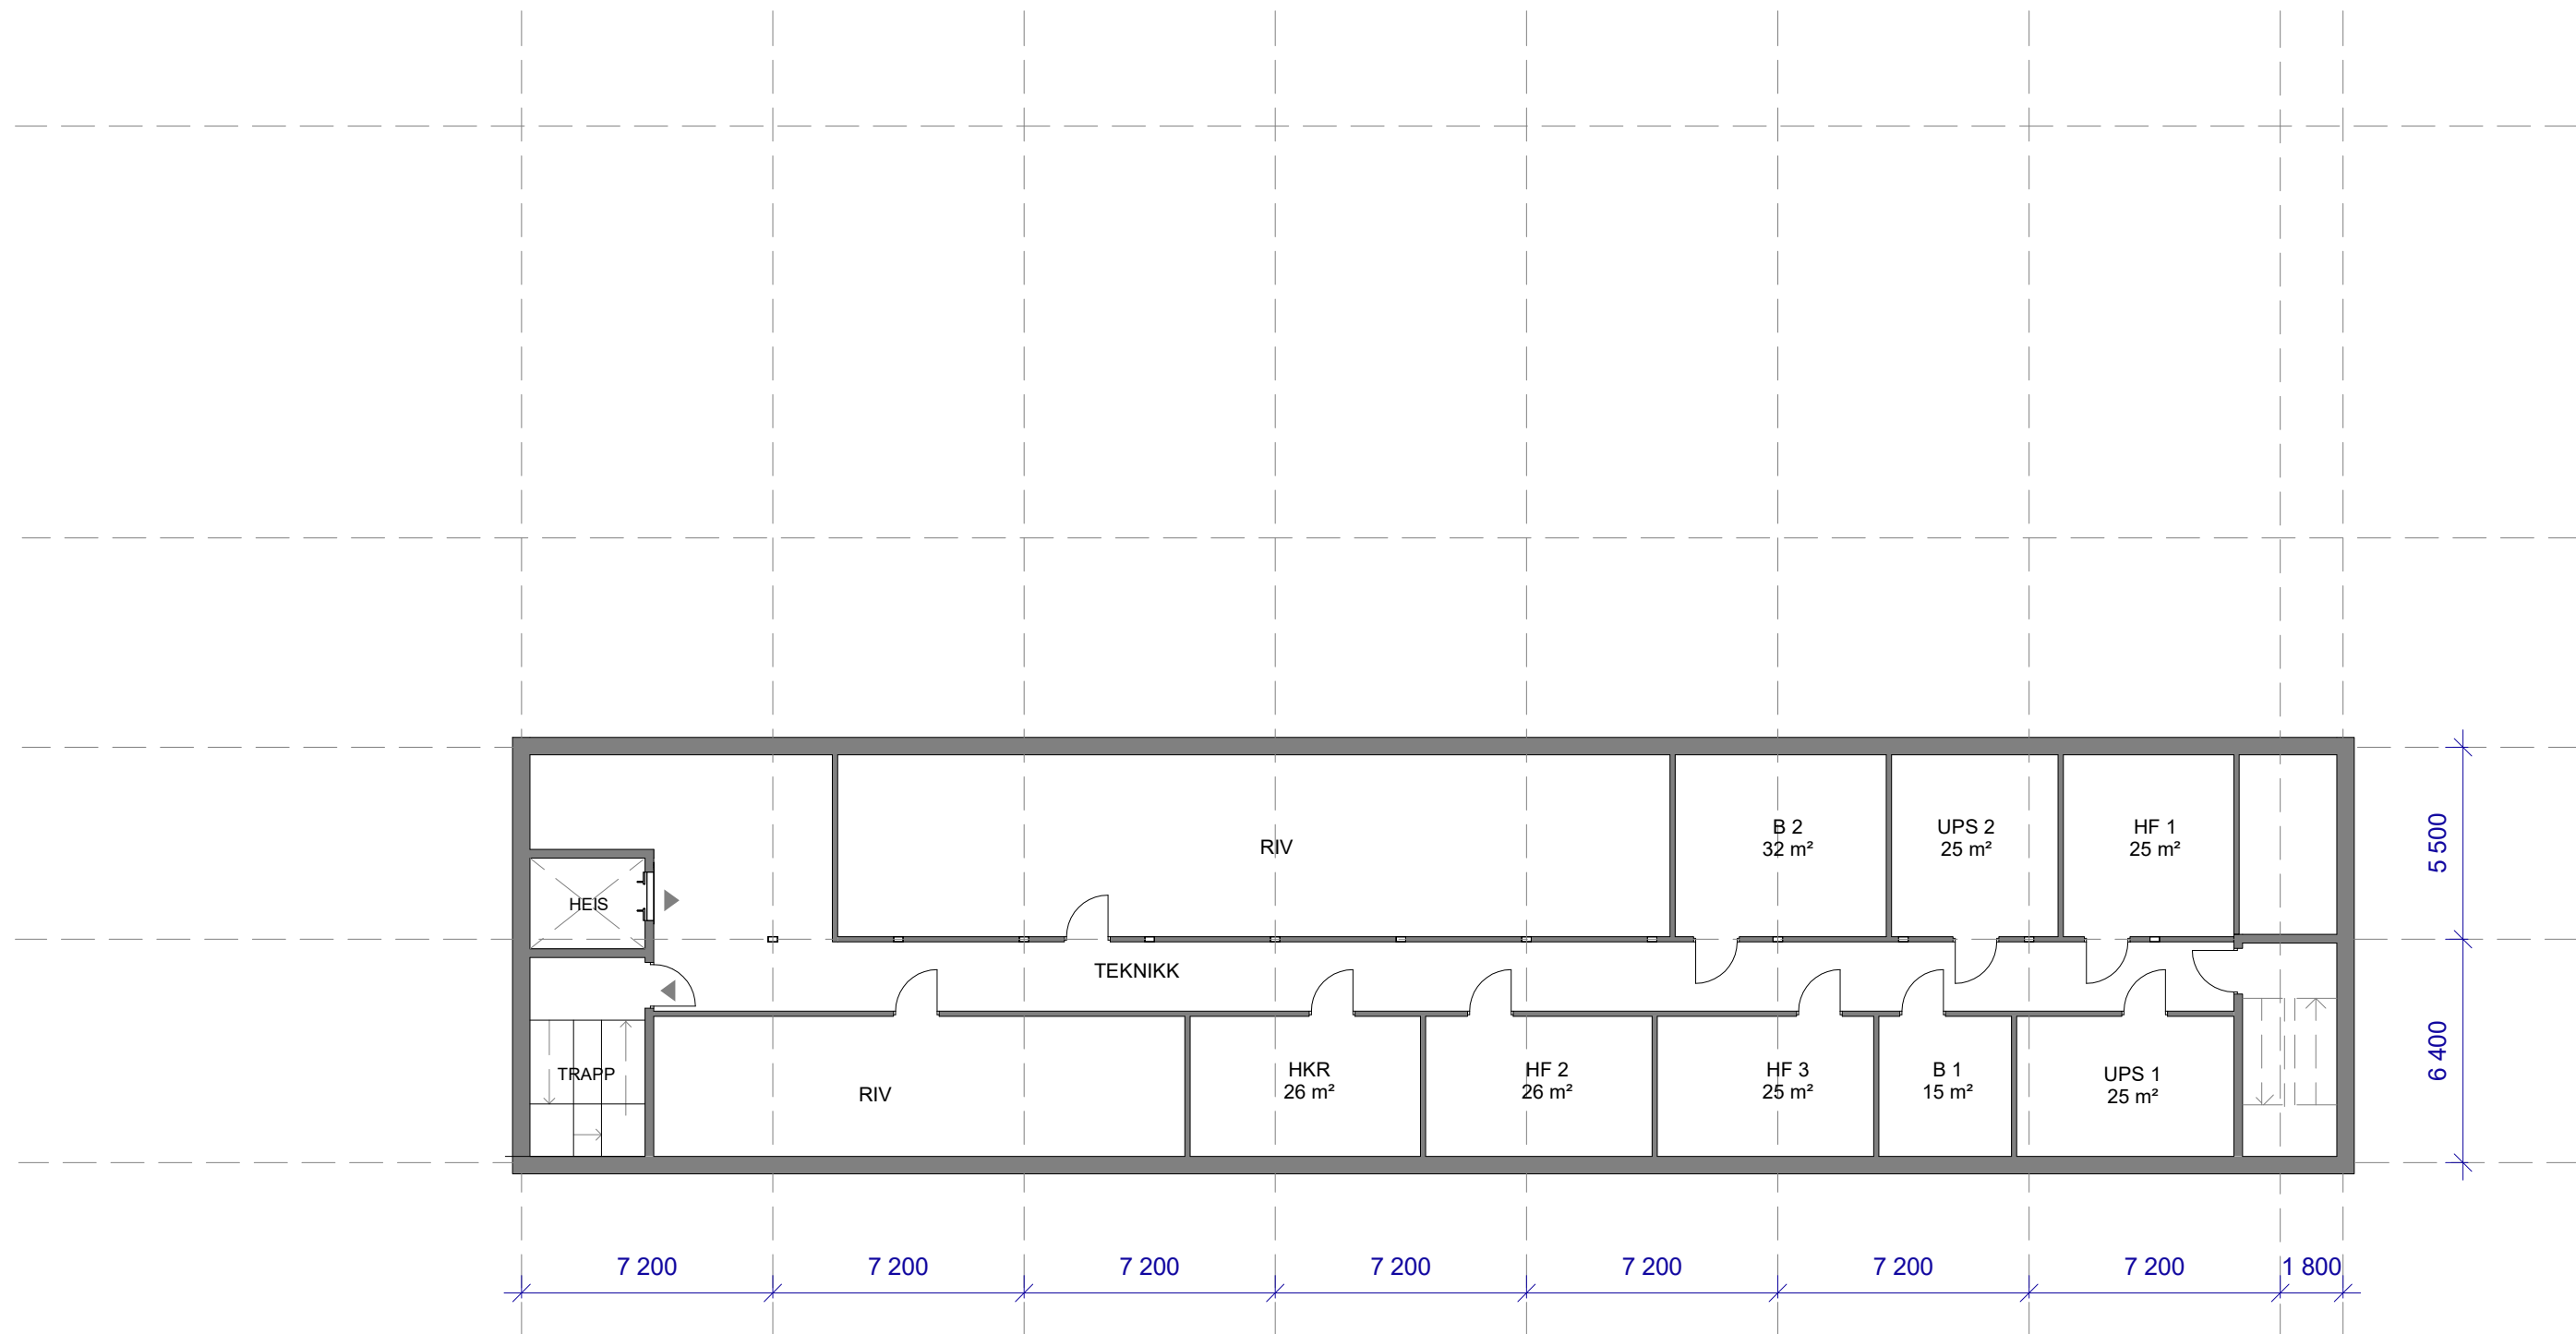 B 2
32 m²
UPS 2
25 m²
HF 1
25 m²
RIV
HEIS
5 500
TEKNIKK
TRAPP
RIV
HKR
26 m²
HF 2
26 m²
HF 3
25 m²
B 1
15 m²
UPS 1
25 m²
6 400
7 200
7 200
7 200
7 200
7 200
7 200
7 200
1 800